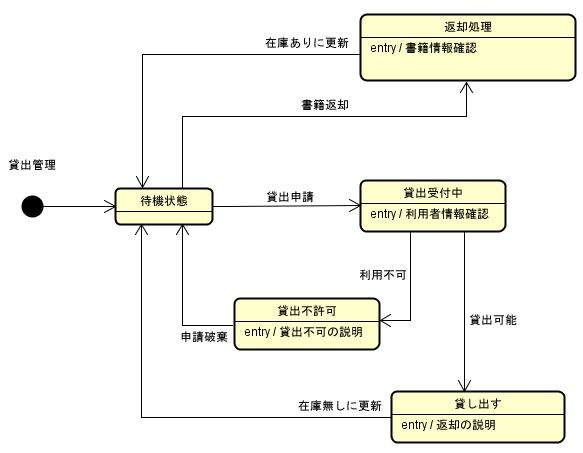 返却処理
entry / 書籍情報確認
在庫ありに更新
書籍返却
貸出管理
待機状態
貸出申請
貸出受付中
entry / 利用者情報確認
利用不可
貸出不許可
entry / 貸出不可の説明
申請破棄
貸出可能
貸し出す
entry / 返却の説明
在庫無しに更新